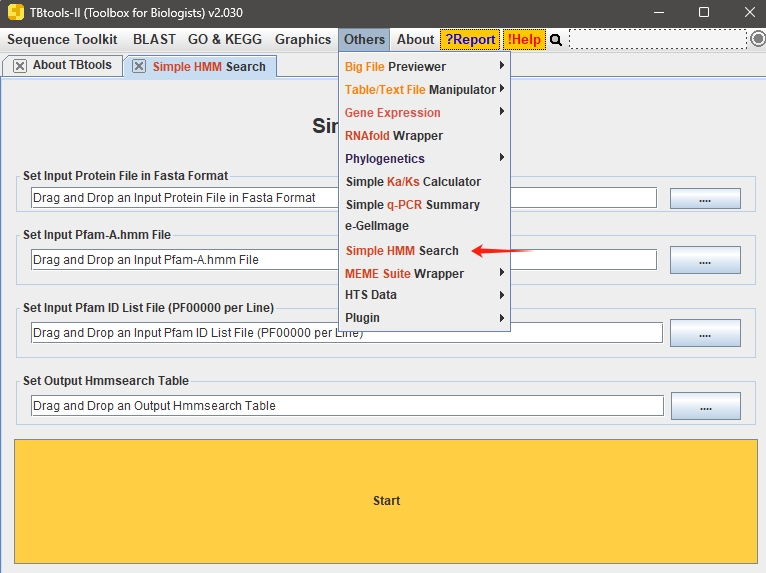 TBtools-II (Toolbox for Biologists) v2.030
Sequence Toolkit BLAST GO & KEGG Graphics Others About ?Report !Help
About TBtools Simple HMM Search
Big File Previewer
Table/Text File Manipulator
Gene Expression
RNAfold Wrapper
Phylogenetics
Simple Ka/Ks Calculator
Simple q-PCR Summary
e-GelImage
Simple HMM Search
MEME Suite Wrapper
HTS Data
Plugin
Set Input Protein File in Fasta Format
Drag and Drop an Input Protein File in Fasta Format
....
Set Input Pfam-A.hmm File
Drag and Drop an Input Pfam-A.hmm File
....
Set Input Pfam ID List File (PF00000 per Line)
Drag and Drop an Input Pfam ID List File (PF00000 per Line)
....
Set Output Hmmsearch Table
Drag and Drop an Output Hmmsearch Table
....
Start